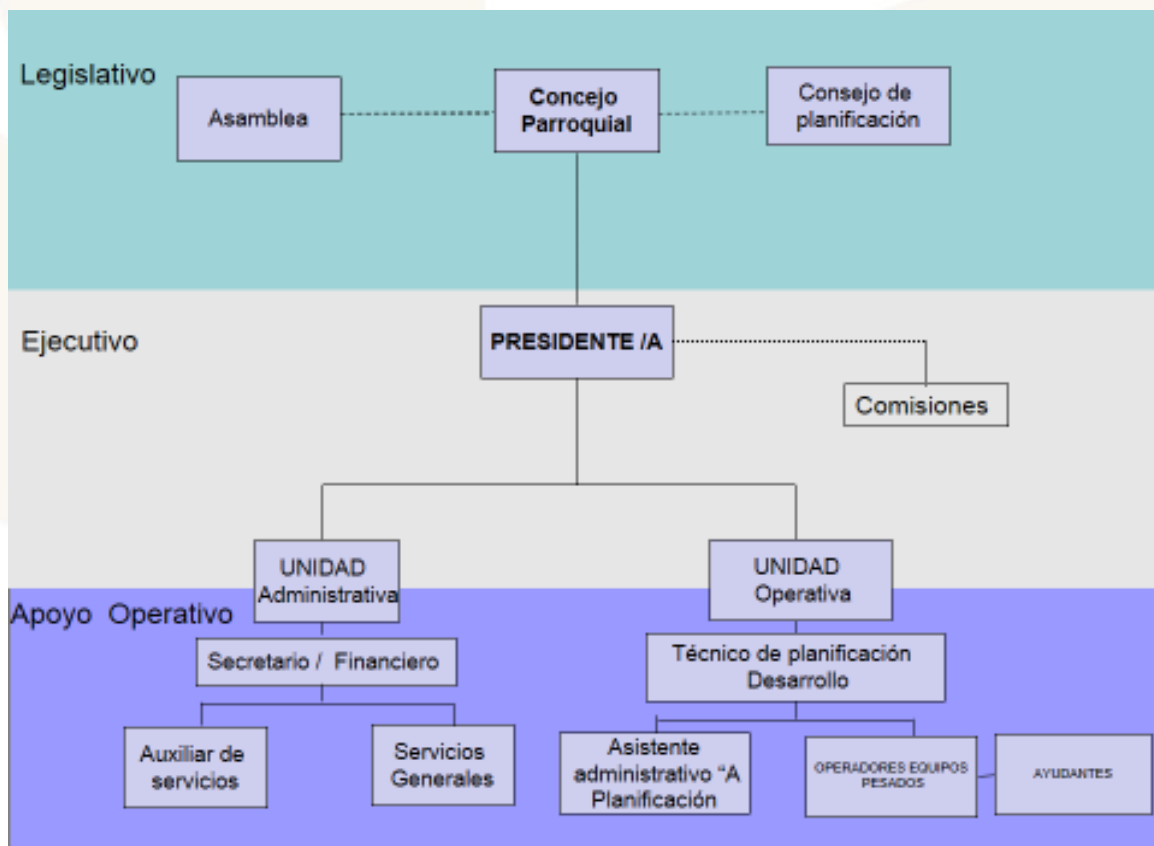 Legislativo
Asamblea
Concejo
Parroquial
Consejo de
planificación
Ejecutivo
PRESIDENTE /A
Comisiones
UNIDAD
Administrativa
UNIDAD
Operativa
Apoyo Operativo
Secretario / Financiero
Técnico de planificación
Desarrollo
Auxiliar de
servicios
Servicios
Generales
Asistente
administrativo “A
Planificación
OPERADORES EQUIPOS
PESADOS
AYUDANTES